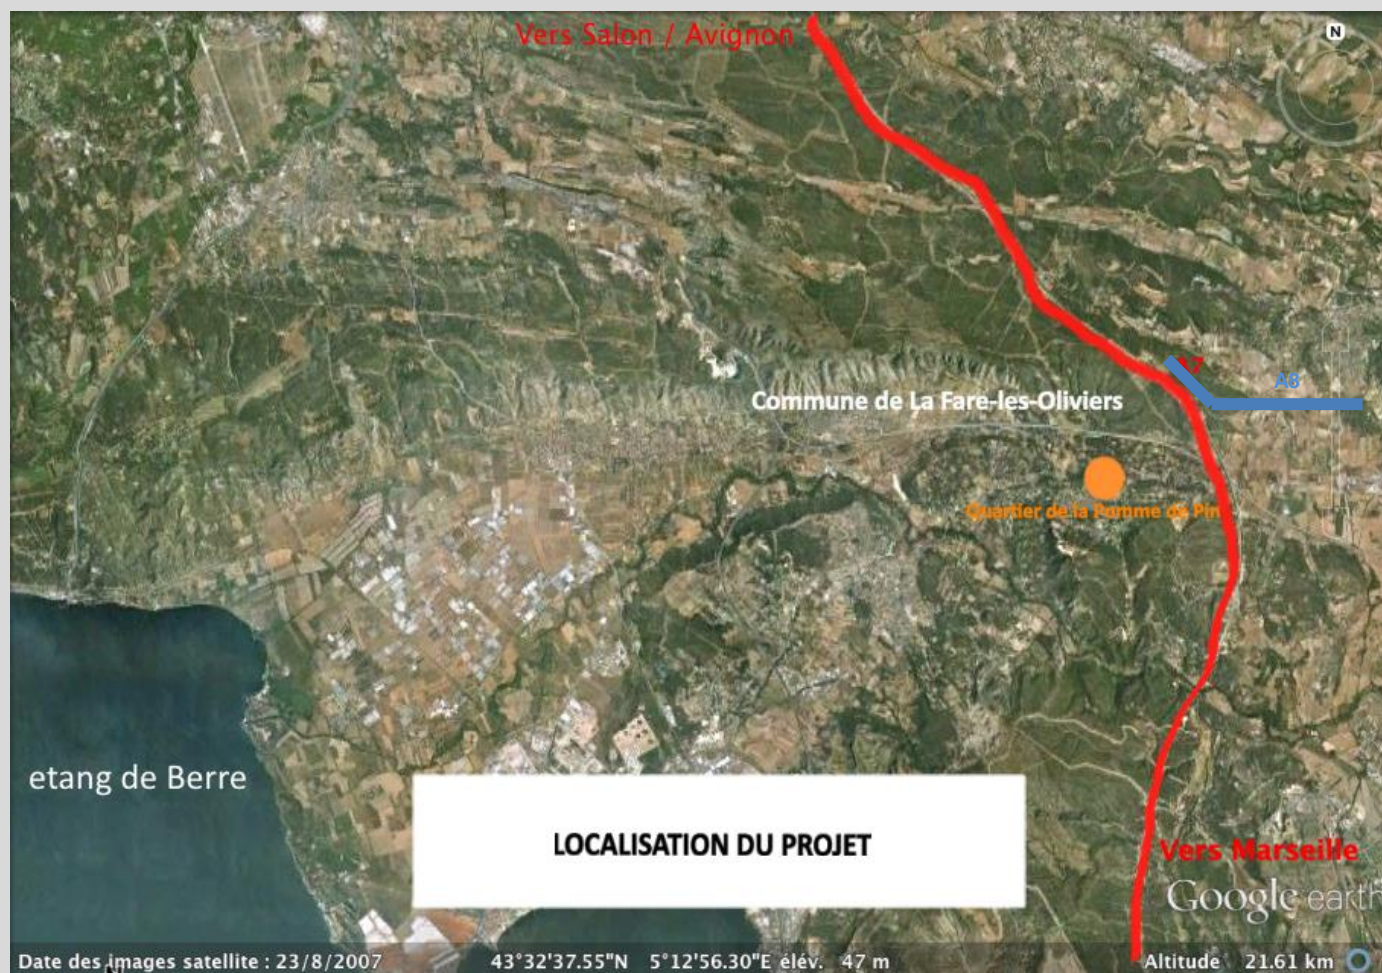 Vers Salon / Avignon
N
A7
A8
Commune de La Fare-les-Oliviers
Quartier de la Pomme de Pin
etang de Berre
LOCALISATION DU PROJET
Vers Marseille
Google earth
Date des images satellite : 23/8/2007 43°32'37.55"N 5°12'56.30"E élév. 47 m Altitude 21.61 km